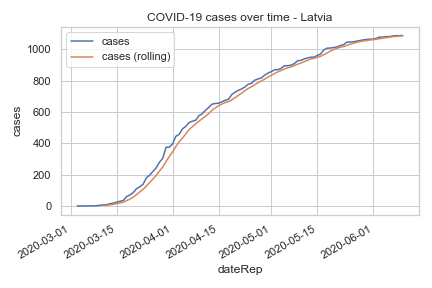 COVID-19 cases over time - Latvia
cases
cases (rolling)
1000
800
600
400
200
0
cases
2020-03-01
2020-03-15
2020-04-01
2020-04-15
2020-05-01
2020-05-15
2020-06-01
dateRep